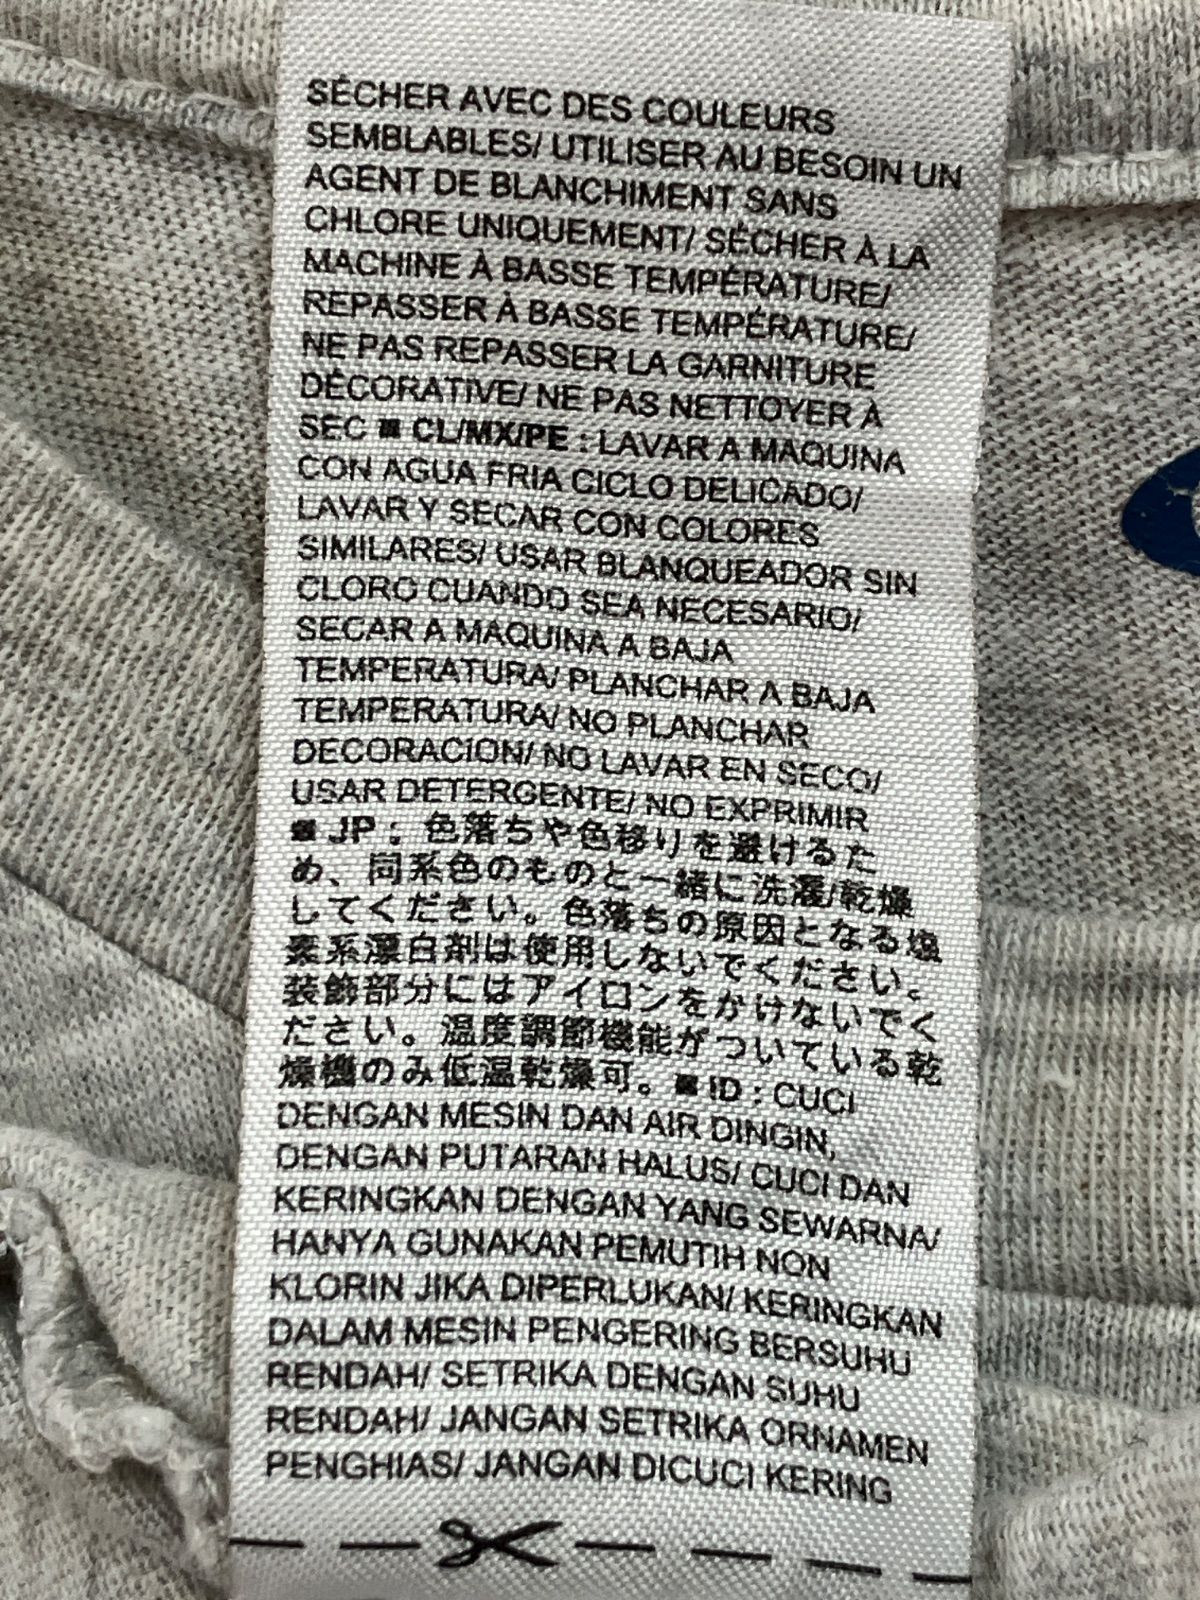 SÉCHER AVEC DES COULEURS
SEMBLABLES/ UTILISER AU BESOIN UN
AGENT DE BLANCHIMENT SANS
CHLORE UNIQUEMENT/ SÉCHER À LA
MACHINE À BASSE TEMPÉRATURE/
REPASSER À BASSE TEMPÉRATURE/
NE PAS REPASSER LA GARNITURE
DÉCORATIVE/ NE PAS NETTOYER À
SEC ■ CL/MX/PE : LAVAR A MAQUINA
CON AGUA FRIA CICLO DELICADO/
LAVAR Y SECAR CON COLORES
SIMILARES/ USAR BLANQUEADOR SIN
CLORO CUANDO SEA NECESARIO/
SECAR A MAQUINA A BAJA
TEMPERATURA/ PLANCHAR A BAJA
TEMPERATURA/ NO PLANCHAR
DECORACION/ NO LAVAR EN SECO/
USAR DETERGENTE/ NO EXPRIMIR
■ JP : 色落ちや色移りを避けるた
め、同系色のものと一緒に洗濯/乾燥
してください。色落ちの原因となる塩
素系漂白剤は使用しないでください。
装飾部分にはアイロンをかけないでく
ださい。温度調節機能がついている乾
燥機のみ低温乾燥可。■ ID : CUCI
DENGAN MESIN DAN AIR DINGIN,
DENGAN PUTARAN HALUS/ CUCI DAN
KERINGKAN DENGAN YANG SEWARNA/
HANYA GUNAKAN PEMUTIH NON
KLORIN JIKA DIPERLUKAN/ KERINGKAN
DALAM MESIN PENGERING BERSUHU
RENDAH/ SETRIKA DENGAN SUHU
RENDAH/ JANGAN SETRIKA ORNAMEN
PENGHIAS/ JANGAN DICUCI KERING